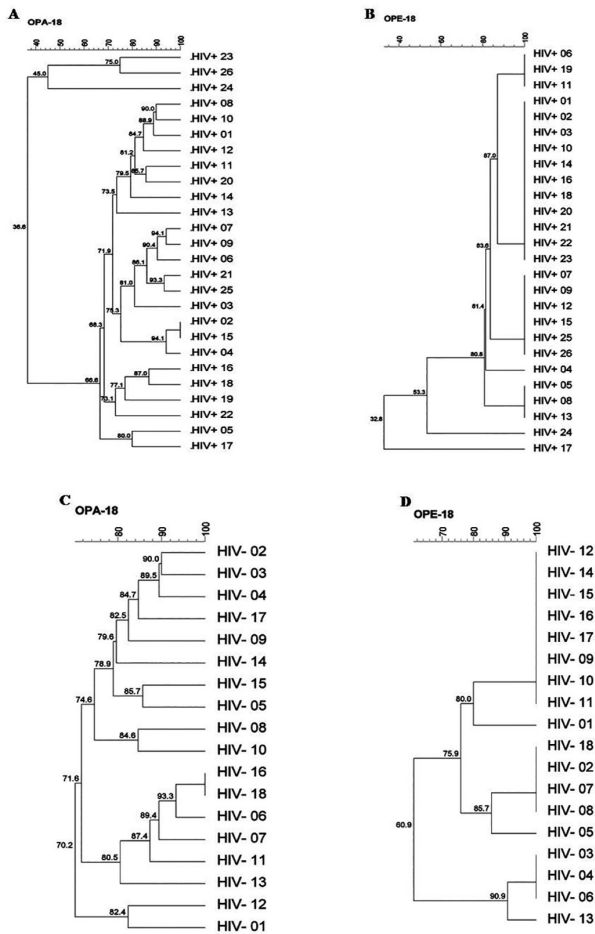 A
OPA-18
40 50 60 70 80 90 100
.HIV+ 23
75.0
.HIV+ 26
45.0
.HIV+ 24
.HIV+ 08
90.0
.HIV+ 10
88.9
.HIV+ 01
84.7
.HIV+ 12
81.2
.HIV+ 11
79.5
85.7
.HIV+ 20
73.5
.HIV+ 14
.HIV+ 13
36.6
.HIV+ 07
94.1
.HIV+ 09
90.4
71.9
.HIV+ 06
86.1
.HIV+ 21
81.0
93.3
.HIV+ 25
.HIV+ 03
75.3
.HIV+ 02
68.3
.HIV+ 15
94.1
.HIV+ 04
.HIV+ 16
87.0
66.6
.HIV+ 18
77.1
.HIV+ 19
73.1
.HIV+ 22
.HIV+ 05
80.0
.HIV+ 17
B
OPE-18
40 50 60 70 80 90 100
HIV+ 06
HIV+ 19
HIV+ 11
HIV+ 01
HIV+ 02
HIV+ 03
HIV+ 10
87.0
HIV+ 14
HIV+ 16
HIV+ 18
HIV+ 20
HIV+ 21
83.6
HIV+ 22
HIV+ 23
HIV+ 07
HIV+ 09
81.4
HIV+ 12
HIV+ 15
HIV+ 25
80.5
HIV+ 26
HIV+ 04
53.3
HIV+ 05
HIV+ 08
32.8
HIV+ 13
HIV+ 24
HIV+ 17
C
OPA-18
80 90 100
HIV- 02
90.0
HIV- 03
89.5
HIV- 04
84.7
HIV- 17
82.5
HIV- 09
79.6
HIV- 14
78.9
HIV- 15
85.7
74.6
HIV- 05
HIV- 08
84.6
HIV- 10
71.6
HIV- 16
HIV- 18
93.3
HIV- 06
89.4
HIV- 07
70.2
87.4
HIV- 11
80.5
HIV- 13
HIV- 12
82.4
HIV- 01
D
OPE-18
70 80 90 100
HIV- 12
HIV- 14
HIV- 15
HIV- 16
HIV- 17
HIV- 09
HIV- 10
80.0
HIV- 11
HIV- 01
75.9
HIV- 18
HIV- 02
HIV- 07
85.7
HIV- 08
60.9
HIV- 05
HIV- 03
HIV- 04
90.9
HIV- 06
HIV- 13